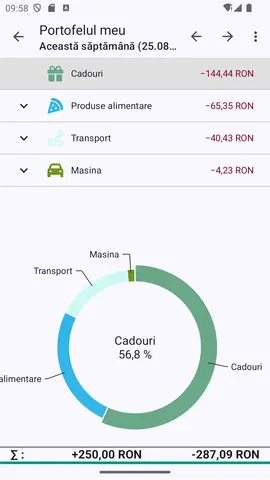 09:58
Portofelul meu
Această săptămână (25.08…
Cadouri −144,44 RON
Produse alimentare −65,35 RON
Transport −40,43 RON
Masina −4,23 RON
Masina
Transport
Cadouri
56,8 %
Cadouri
alimentare
∑ : +250,00 RON -287,09 RON